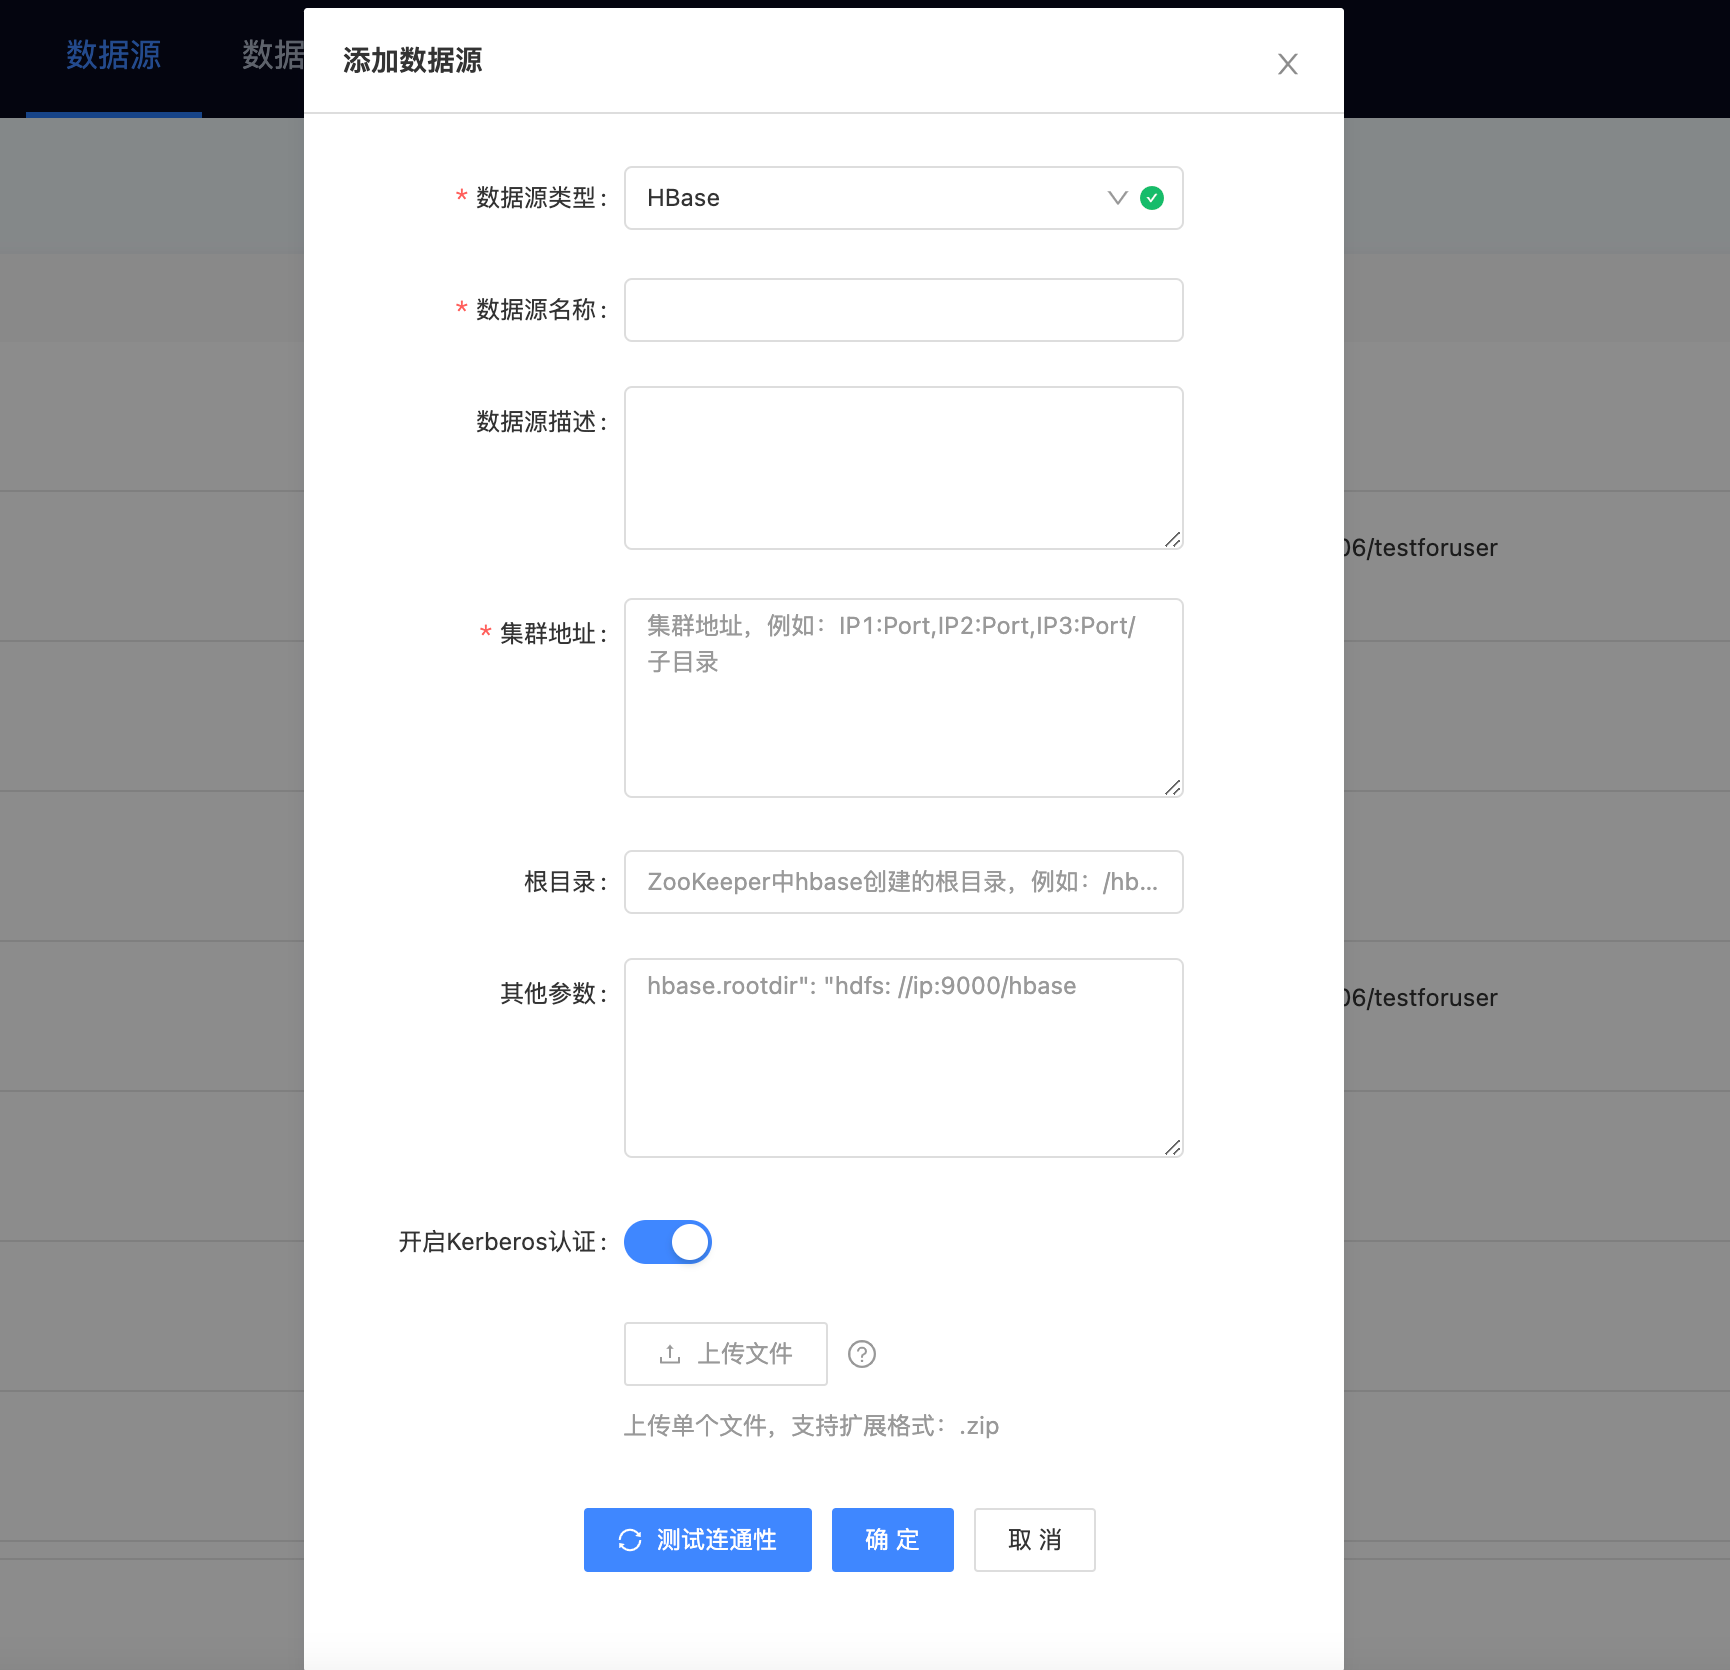 数据源
数据
添加数据源
* 数据源类型:
HBase
* 数据源名称:
数据源描述:
06/testforuser
* 集群地址:
集群地址，例如：IP1:Port,IP2:Port,IP3:Port/
子目录
根目录:
ZooKeeper中hbase创建的根目录，例如：/hb...
其他参数:
hbase.rootdir": "hdfs: //ip:9000/hbase
06/testforuser
开启Kerberos认证:
上传文件
上传单个文件，支持扩展格式：.zip
测试连通性
确 定
取 消